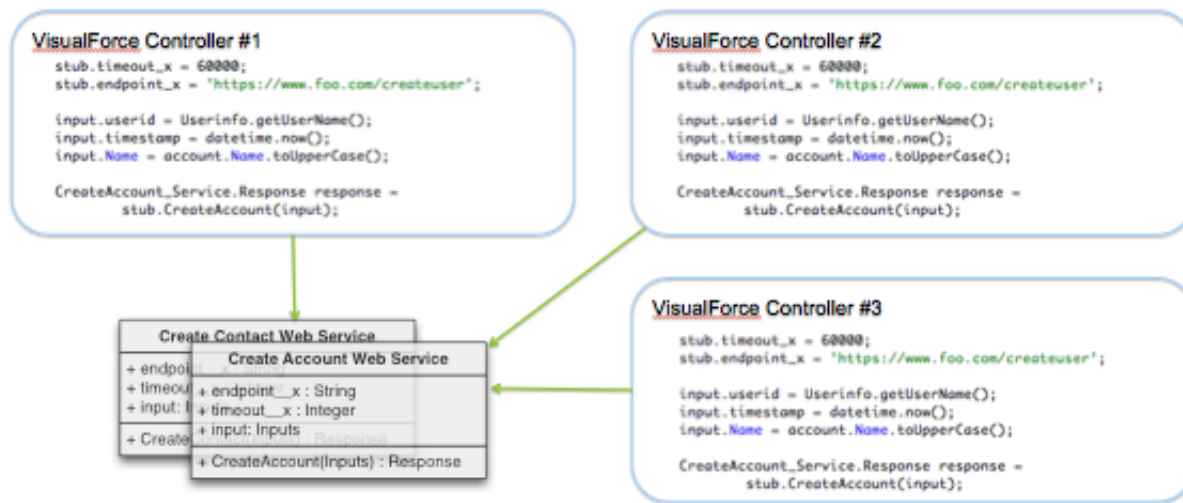 VisualForce Controller #1
stub.timeout_x = 60000;
stub.endpoint_x = 'https://www.foo.com/createuser';
input.userid = Userinfo.getUserName();
input.timestamp = datetime.now();
input.Name = account.Name.toUpperCase();
CreateAccount_Service.Response response =
stub.CreateAccount(input);
VisualForce Controller #2
stub.timeout_x = 60000;
stub.endpoint_x = 'https://www.foo.com/createuser';
input.userid = Userinfo.getUserName();
input.timestamp = datetime.now();
input.Name = account.Name.toUpperCase();
CreateAccount_Service.Response response =
stub.CreateAccount(input);
VisualForce Controller #3
stub.timeout_x = 60000;
stub.endpoint_x = 'https://www.foo.com/createuser';
input.userid = Userinfo.getUserName();
input.timestamp = datetime.now();
input.Name = account.Name.toUpperCase();
CreateAccount_Service.Response response =
stub.CreateAccount(input);
Create Contact Web Service
+ endpoint
+ timeout
+ input:
Response
Create Account Web Service
+ endpoint__x : String
+ timeout__x : Integer
+ input: Inputs
+ CreateAccount(Inputs) : Response